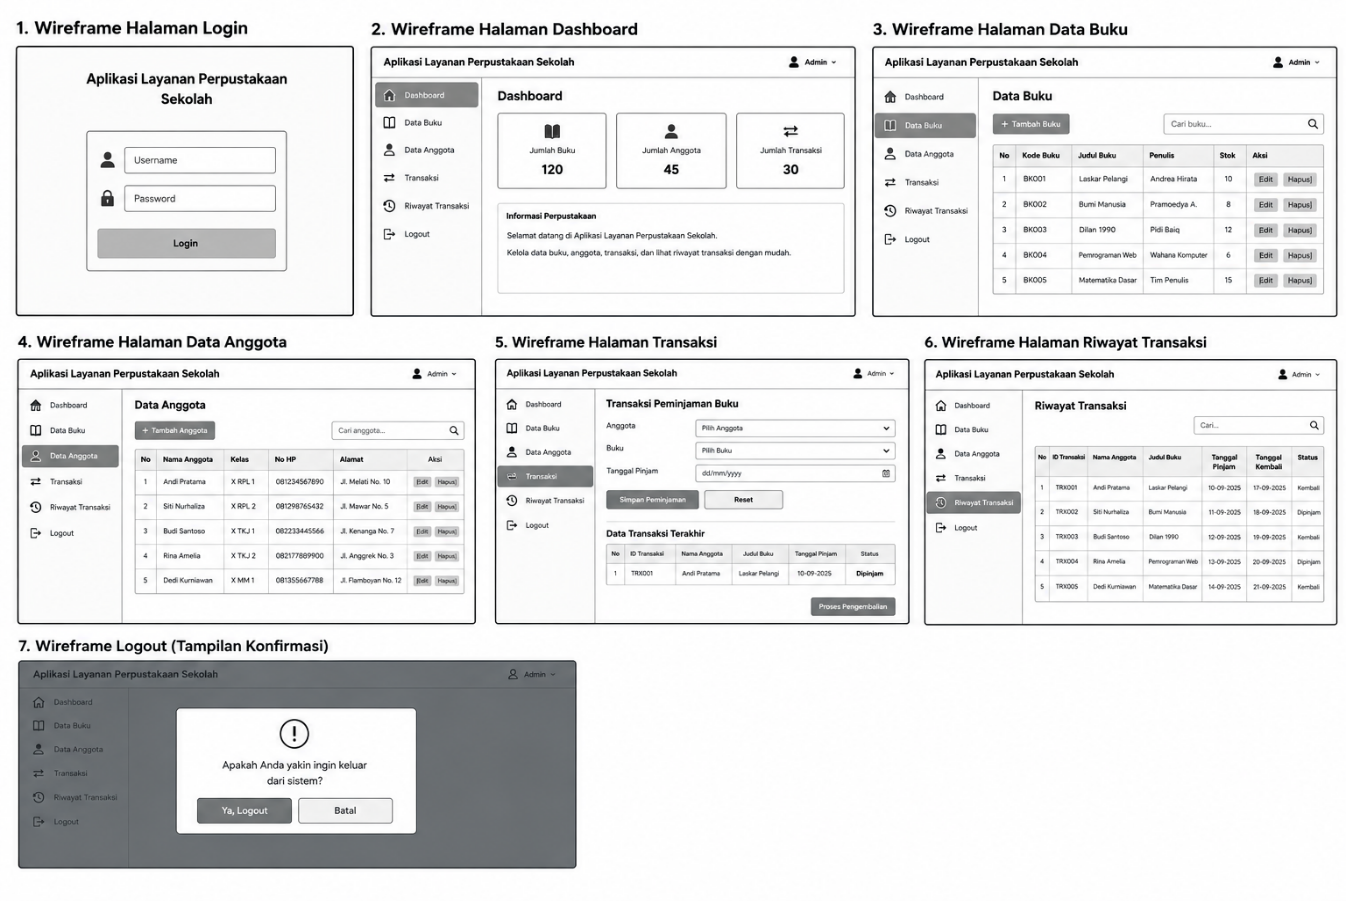 1. Wireframe Halaman Login
Aplikasi Layanan Perpustakaan
Sekolah
Username
Password
Login
2. Wireframe Halaman Dashboard
Aplikasi Layanan Perpustakaan Sekolah
Admin
Dashboard
Data Buku
Data Anggota
Transaksi
Riwayat Transaksi
Logout
Dashboard
Jumlah Buku
120
Jumlah Anggota
45
Jumlah Transaksi
30
Informasi Perpustakaan
Selamat datang di Aplikasi Layanan Perpustakaan Sekolah.
Kelola data buku, anggota, transaksi, dan lihat riwayat transaksi dengan mudah.
3. Wireframe Halaman Data Buku
Aplikasi Layanan Perpustakaan Sekolah
Admin
Dashboard
Data Buku
Data Anggota
Transaksi
Riwayat Transaksi
Logout
Data Buku
+ Tambah Buku
Cari buku...
No Kode Buku Judul Buku Penulis Stok Aksi
1 BK001 Laskar Pelangi Andrea Hirata 10 [Edit Hapus]
2 BK002 Bumi Manusia Pramoedya A. 8 [Edit Hapus]
3 BK003 Dilan 1990 Pidi Baiq 12 [Edit Hapus]
4 BK004 Pemrograman Web Wahana Komputer 6 [Edit Hapus]
5 BK005 Matematika Dasar Tim Penulis 15 [Edit Hapus]
4. Wireframe Halaman Data Anggota
Aplikasi Layanan Perpustakaan Sekolah
Admin
Dashboard
Data Buku
Data Anggota
Transaksi
Riwayat Transaksi
Logout
Data Anggota
+ Tambah Anggota
Cari anggota...
No Nama Anggota Kelas No HP Alamat Aksi
1 Andi Pratama X RPL 1 081234567890 Jl. Melati No. 10 [Edit Hapus]
2 Siti Nurhaliza X RPL 2 081298765432 Jl. Mawar No. 5 [Edit Hapus]
3 Budi Santoso X TKJ 1 082233445566 Jl. Kenanga No. 7 [Edit Hapus]
4 Rina Amelia X TKJ 2 082177889900 Jl. Anggrek No. 3 [Edit Hapus]
5 Dedi Kurniawan X MM 1 081355667788 Jl. Flamboyan No. 12 [Edit Hapus]
5. Wireframe Halaman Transaksi
Aplikasi Layanan Perpustakaan Sekolah
Admin
Dashboard
Data Buku
Data Anggota
Transaksi
Riwayat Transaksi
Logout
Transaksi Peminjaman Buku
Anggota Pilih Anggota
Buku Pilih Buku
Tanggal Pinjam dd/mm/yyyy
Simpan Peminjaman Reset
Data Transaksi Terakhir
No ID Transaksi Nama Anggota Judul Buku Tanggal Pinjam Status
1 TRX001 Andi Pratama Laskar Pelangi 10-09-2025 Dipinjam
Proses Pengembalian
6. Wireframe Halaman Riwayat Transaksi
Aplikasi Layanan Perpustakaan Sekolah
Admin
Dashboard
Data Buku
Data Anggota
Transaksi
Riwayat Transaksi
Logout
Riwayat Transaksi
Cari...
No ID Transaksi Nama Anggota Judul Buku Tanggal Pinjam Tanggal Kembali Status
1 TRX001 Andi Pratama Laskar Pelangi 10-09-2025 17-09-2025 Kembali
2 TRX002 Siti Nurhaliza Bumi Manusia 11-09-2025 18-09-2025 Dipinjam
3 TRX003 Budi Santoso Dilan 1990 12-09-2025 19-09-2025 Kembali
4 TRX004 Rina Amelia Pemrograman Web 13-09-2025 20-09-2025 Dipinjam
5 TRX005 Dedi Kurniawan Matematika Dasar 14-09-2025 21-09-2025 Kembali
7. Wireframe Logout (Tampilan Konfirmasi)
Aplikasi Layanan Perpustakaan Sekolah
Admin
Dashboard
Data Buku
Data Anggota
Transaksi
Riwayat Transaksi
Logout
Apakah Anda yakin ingin keluar
dari sistem?
Ya, Logout Batal